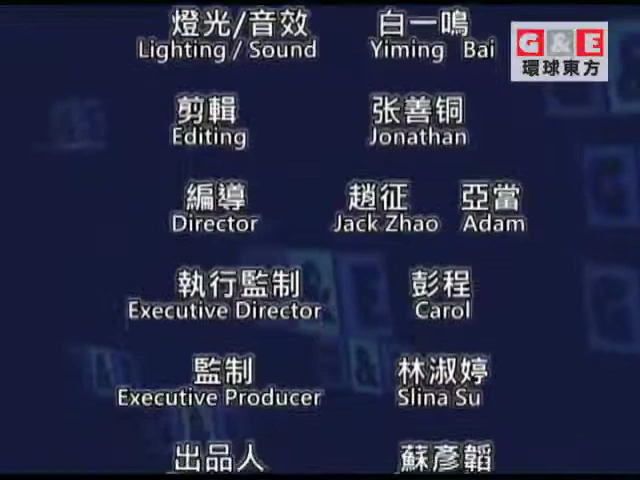 燈光/音效 白一鳴
Lighting / Sound Yiming Bai
G&E
環球東方
剪輯 张善铜
Editing Jonathan
編導 趙征 亞當
Director Jack Zhao Adam
執行監制 彭程
Executive Director Carol
監制 林淑婷
Executive Producer Slina Su
出品人 蘇彥韜